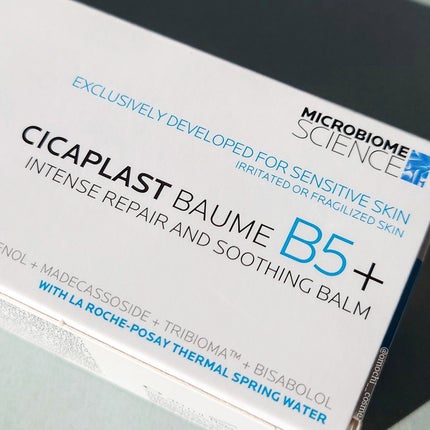 MICROBIOME
SCIENCE
EXCLUSIVELY DEVELOPED FOR SENSITIVE SKIN
IRRITATED OR FRAGILIZED SKIN
CICAPLAST BAUME B5+
INTENSE REPAIR AND SOOTHING BALM
ENOL + MADECASSOSIDE + TRIBIOMA™ + BISABOLOL
WITH LA ROCHE-POSAY THERMAL SPRING WATER